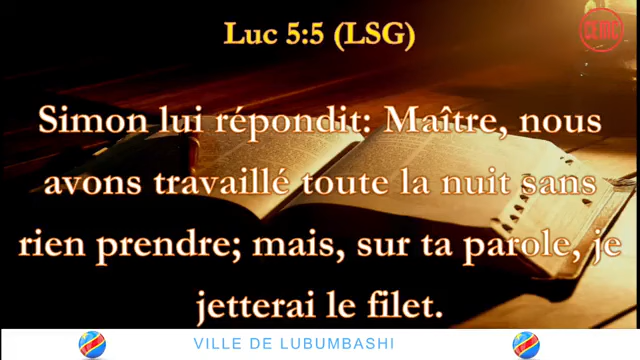 Luc 5:5 (LSG)
CEMC
Simon lui répondit: Maître, nous
avons travaillé toute la nuit sans
rien prendre; mais, sur ta parole, je
jetterai le filet.
VILLE DE LUBUMBASHI